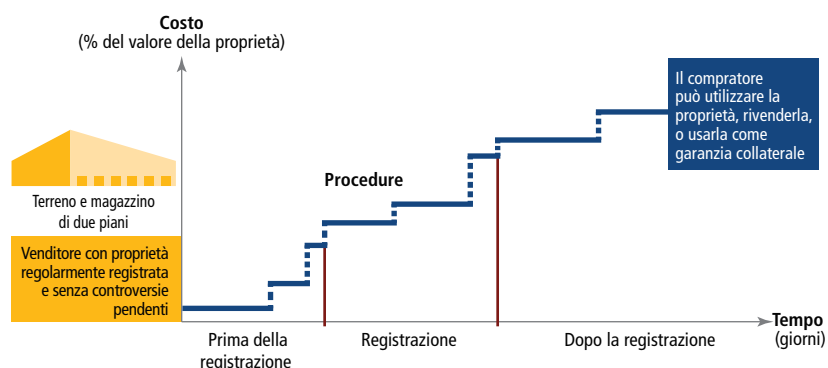 Costo
(% del valore della proprietà)
Il compratore
può utilizzare la
proprietà, rivenderla,
o usarla come
garanzia collaterale
Procedure
Terreno e magazzino
di due piani
Venditore con proprietà
regolarmente registrata
e senza controversie
pendenti
Tempo
(giorni)
Prima della
registrazione
Registrazione
Dopo la registrazione